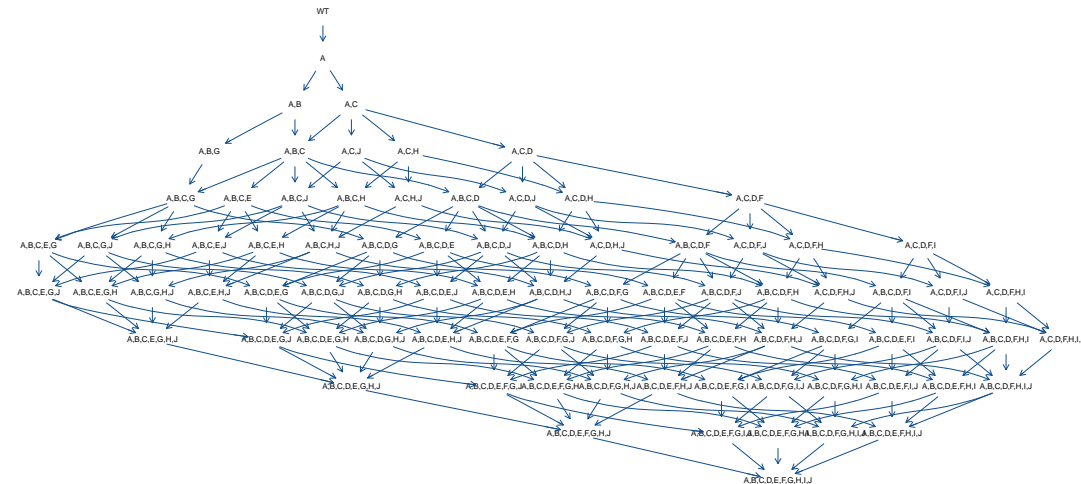 WT
A
A,B A,C
A,B,G A,B,C A,C,J A,C,H A,C,D
A,B,C,G A,B,C,E A,B,C,J A,B,C,H A,C,H,J A,B,C,D A,C,D,J A,C,D,H A,C,D,F
A,B,C,E,G A,B,C,G,J A,B,C,G,H A,B,C,E,J A,B,C,E,H A,B,C,H,J A,B,C,D,G A,B,C,D,E A,B,C,D,J A,B,C,D,H A,C,D,H,J A,B,C,D,F A,C,D,F,J A,C,D,F,H A,C,D,F,I
A,B,C,E,G,J A,B,C,E,G,H A,B,C,G,H,J A,B,C,E,H,J A,B,C,D,E,G A,B,C,D,G,J A,B,C,D,G,H A,B,C,D,E,J A,B,C,D,E,H A,B,C,D,H,J A,B,C,D,F,G A,B,C,D,E,F A,B,C,D,F,J A,B,C,D,F,H A,C,D,F,H,J A,B,C,D,F,I A,C,D,F,I,J A,C,D,F,H,I
A,B,C,E,G,H,J A,B,C,D,E,G,J A,B,C,D,E,G,H A,B,C,D,G,H,J A,B,C,D,E,H,J A,B,C,D,E,F,G A,B,C,D,F,G,J A,B,C,D,F,G,H A,B,C,D,E,F,J A,B,C,D,E,F,H A,B,C,D,F,H,J A,B,C,D,F,G,I A,B,C,D,E,F,I A,B,C,D,F,I,J A,B,C,D,F,H,I A,C,D,F,H,I,
A,B,C,D,E,G,H,J A,B,C,D,E,F,G,J A,B,C,D,E,F,G,H A,B,C,D,F,G,H,J A,B,C,D,E,F,H,J A,B,C,D,E,F,G,I A,B,C,D,F,G,I,J A,B,C,D,F,G,H,I A,B,C,D,E,F,I,J A,B,C,D,E,F,H,I A,B,C,D,F,H,I,J
A,B,C,D,E,F,G,H,J A,B,C,D,E,F,G,I,J A,B,C,D,E,F,G,H,I A,B,C,D,F,G,H,I,J A,B,C,D,E,F,H,I,J
A,B,C,D,E,F,G,H,I,J